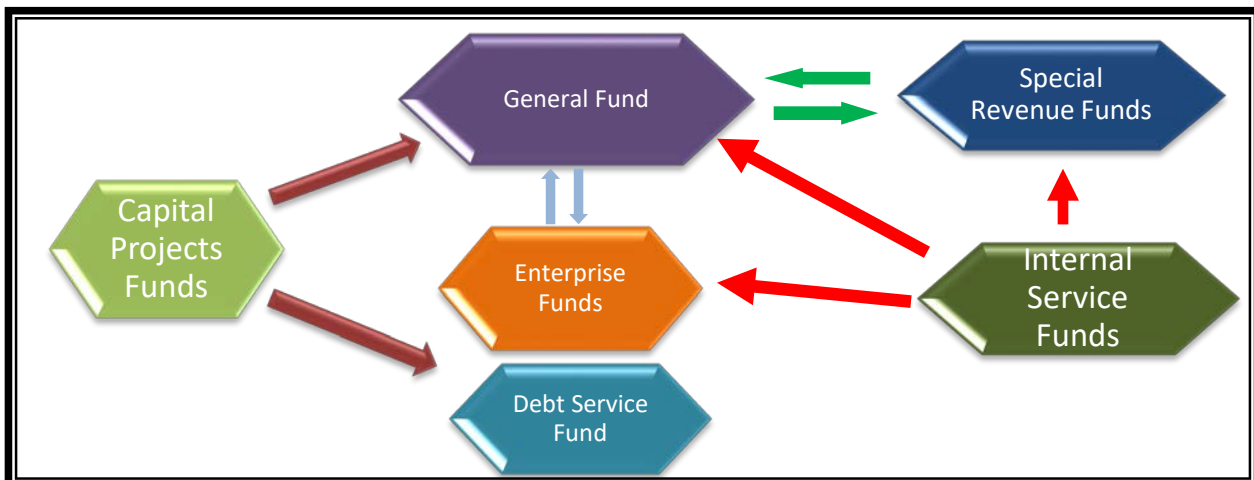 General Fund
Special
Revenue Funds
Capital
Projects
Funds
Enterprise
Funds
Internal
Service
Funds
Debt Service
Fund